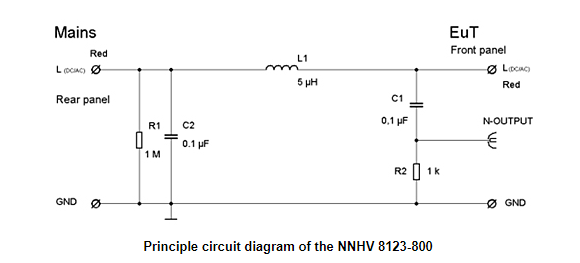 Mains
EuT
Red
Front panel
L1
L (DC/AC)
L (DC/AC)
5 µH
Red
Rear panel
C1
R1
C2
0,1 µF
N-OUTPUT
0.1 µF
1 M
R2
1 k
GND
GND
Principle circuit diagram of the NNHV 8123-800